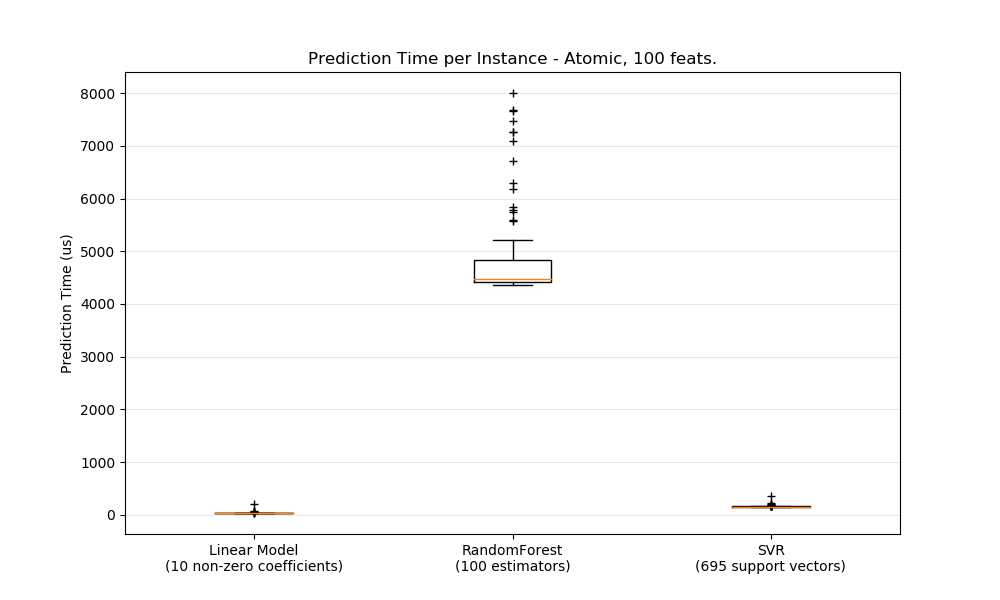 Prediction Time per Instance - Atomic, 100 feats.
8000
7000
6000
5000
4000
3000
2000
1000
0
Prediction Time (us)
Linear Model
(10 non-zero coefficients)
RandomForest
(100 estimators)
SVR
(695 support vectors)